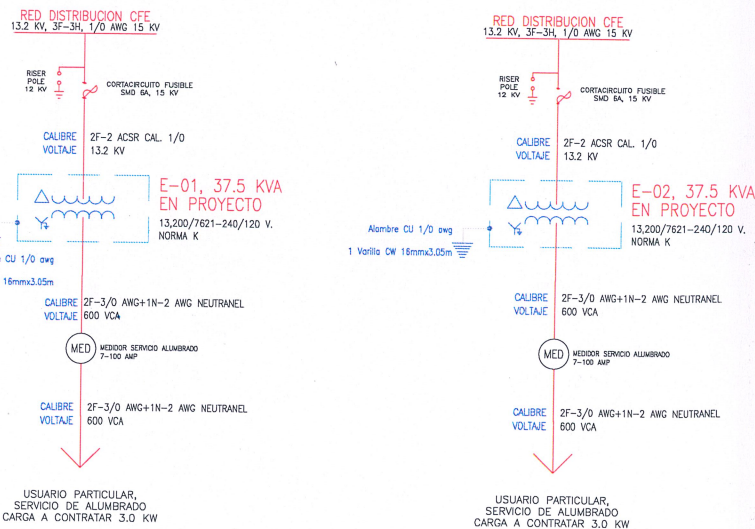 RED DISTRIBUCION CFE
13.2 KV, 3F-3H, 1/0 AWG 15 KV
RISER
POLE
12 KV
CORTACIRCUITO FUSIBLE
SMD 6A, 15 KV
CALIBRE 2F-2 ACSR CAL. 1/0
VOLTAJE 13.2 KV
E-01, 37.5 KVA
EN PROYECTO
13,200/7621-240/120 V.
NORMA K
CU 1/0 awg
16mmx3.05m
CALIBRE 2F-3/0 AWG+1N-2 AWG NEUTRANEL
VOLTAJE 600 VCA
MED
MEDIDOR SERVICIO ALUMBRADO
7-100 AMP
CALIBRE 2F-3/0 AWG+1N-2 AWG NEUTRANEL
VOLTAJE 600 VCA
USUARIO PARTICULAR,
SERVICIO DE ALUMBRADO
CARGA A CONTRATAR 3.0 KW
RED DISTRIBUCION CFE
13.2 KV, 3F-3H, 1/0 AWG 15 KV
RISER
POLE
12 KV
CORTACIRCUITO FUSIBLE
SMD 6A, 15 KV
CALIBRE 2F-2 ACSR CAL. 1/0
VOLTAJE 13.2 KV
E-02, 37.5 KVA
EN PROYECTO
13,200/7621-240/120 V.
NORMA K
Alambre CU 1/0 awg
1 Varilla CW 16mmx3.05m
CALIBRE 2F-3/0 AWG+1N-2 AWG NEUTRANEL
VOLTAJE 600 VCA
MED
MEDIDOR SERVICIO ALUMBRADO
7-100 AMP
CALIBRE 2F-3/0 AWG+1N-2 AWG NEUTRANEL
VOLTAJE 600 VCA
USUARIO PARTICULAR,
SERVICIO DE ALUMBRADO
CARGA A CONTRATAR 3.0 KW